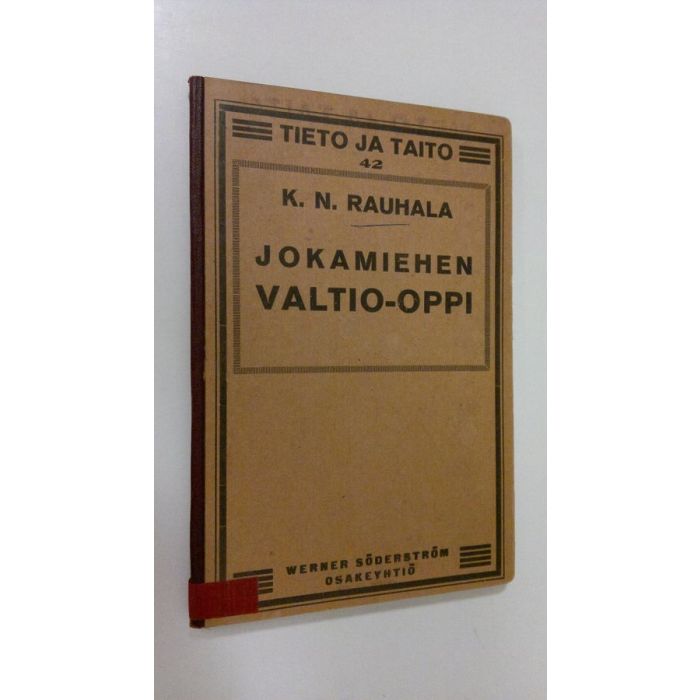 TIETO JA TAITO
42
K. N. RAUHALA
JOKAMIEHEN
VALTIO-OPPI
WERNER SÖDERSTRÖM
OSAKEYHTIÖ